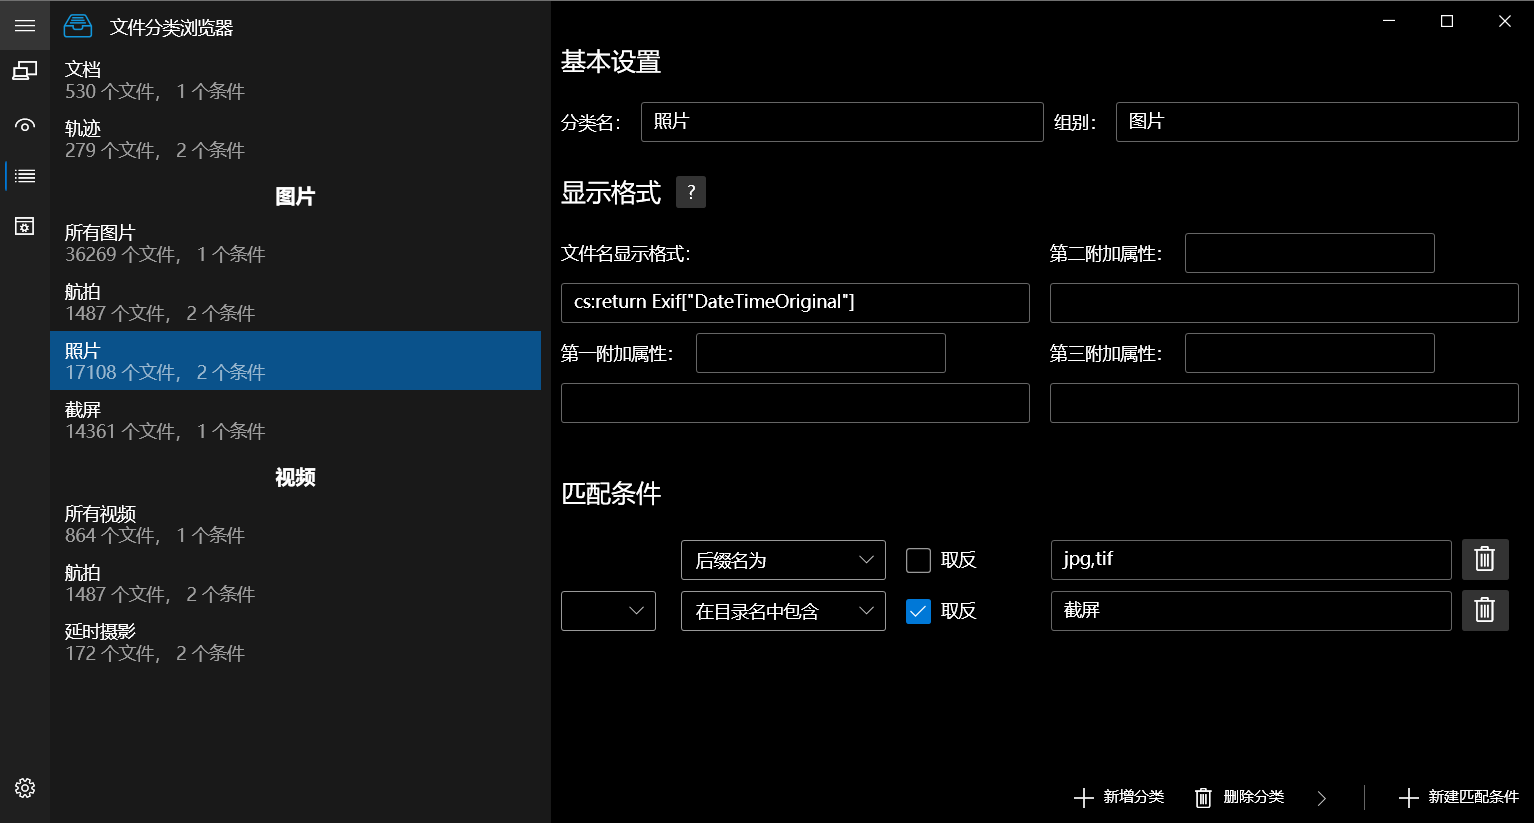 文件分类浏览器
文档
530 个文件， 1 个条件
轨迹
279 个文件， 2 个条件
图片
所有图片
36269 个文件， 1 个条件
航拍
1487 个文件， 2 个条件
照片
17108 个文件， 2 个条件
截屏
14361 个文件， 1 个条件
视频
所有视频
864 个文件， 1 个条件
航拍
1487 个文件， 2 个条件
延时摄影
172 个文件， 2 个条件
基本设置
分类名： 照片 组别： 图片
显示格式 ?
文件名显示格式： 第二附加属性：
cs:return Exif["DateTimeOriginal"]
第一附加属性： 第三附加属性：
匹配条件
后缀名为 取反 jpg,tif
在目录名中包含 取反 截屏
新增分类 删除分类 新建匹配条件